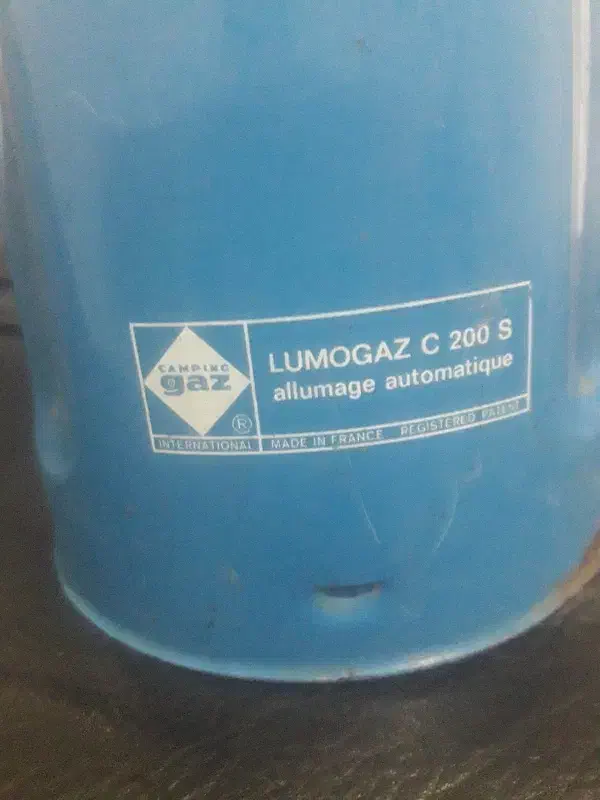 CAMPING
gaz
®
INTERNATIONAL
LUMOGAZ C 200 S
allumage automatique
MADE IN FRANCE REGISTERED PATENT